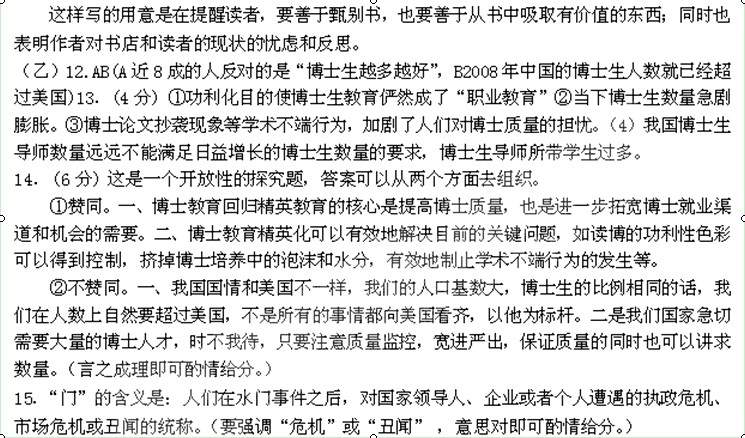 这样写的用意是在提醒读者，要善于甄别书，也要善于从书中吸取有价值的东西；同时也
表明作者对书店和读者的现状的忧虑和反思。
（乙）12.AB(A 近 8 成的人反对的是“博士生越多越好”，B2008 年中国的博士生人数就已经超
过美国)13. (4 分) ①功利化目的使博士生教育俨然成了“职业教育”②当下博士生数量急剧
膨胀。③博士论文抄袭现象等学术不端行为，加剧了人们对博士质量的担忧。（4）我国博士生
导师数量远远不能满足日益增长的博士生数量的要求，博士生导师所带学生过多。
14. (6 分) 这是一个开放性的探究题，答案可以从两个方面去组织。
①赞同。一、博士教育回归精英教育的核心是提高博士质量，也是进一步拓宽博士就业渠
道和机会的需要。二、博士教育精英化可以有效地解决目前的关键问题，如读博的功利性色彩
可以得到控制，挤掉博士培养中的泡沫和水分，有效地制止学术不端行为的发生等。
②不赞同。一、我国国情和美国不一样，我们的人口基数大，博士生的比例相同的话，我
们在人数上自然要超过美国，不是所有的事情都向美国看齐，以他为标杆。二是我们国家急切
需要大量的博士人才，时不我待，只要注意质量监控，宽进严出，保证质量的同时也可以讲求
数量。（言之成理即可酌情给分。）
15. “门”的含义是：人们在水门事件之后，对国家领导人、企业或者个人遭遇的执政危机、
市场危机或丑闻的统称。（要强调“危机”或“丑闻” ，意思对即可酌情给分。）